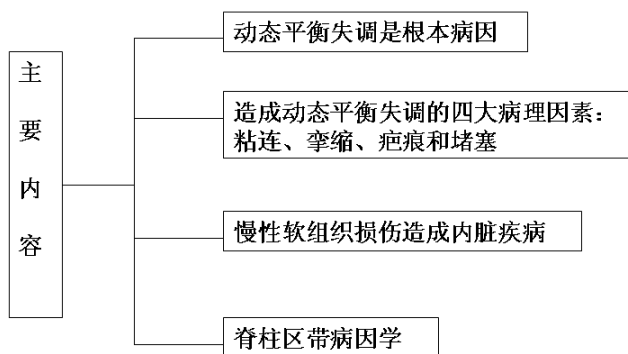 主要内容
动态平衡失调是根本病因
造成动态平衡失调的四大病理因素：
粘连、挛缩、疤痕和堵塞
慢性软组织损伤造成内脏疾病
脊柱区带病因学